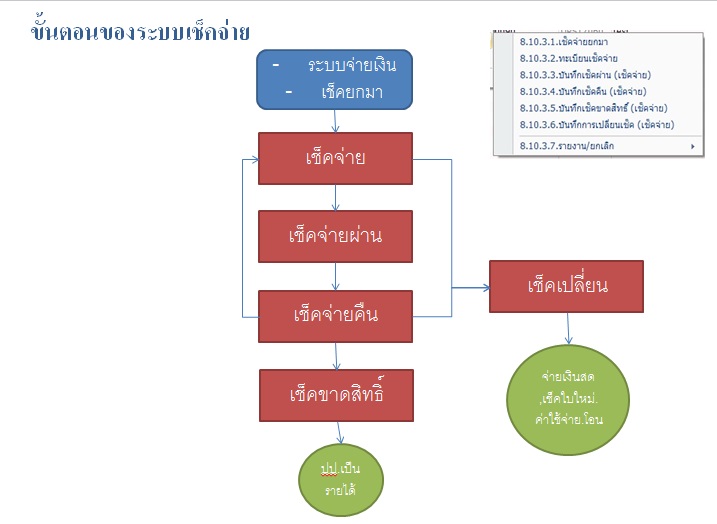 ขั้นตอนของระบบเช็คจ่าย
- ระบบจ่ายเงิน
- เช็คยกมา
เช็คจ่าย
เช็คจ่ายผ่าน
เช็คจ่ายคืน
เช็คขาดสิทธิ์
ปป.เป็น
รายได้
เช็คเปลี่ยน
จ่ายเงินสด
,เช็คใบใหม่.
ค่าใช้จ่าย.โอน
8.10.3.1.เช็คจ่ายยกมา
8.10.3.2.ทะเบียนเช็คจ่าย
8.10.3.3.บันทึกเช็คผ่าน (เช็คจ่าย)
8.10.3.4.บันทึกเช็คคืน (เช็คจ่าย)
8.10.3.5.บันทึกเช็คขาดสิทธิ์ (เช็คจ่าย)
8.10.3.6.บันทึกการเปลี่ยนเช็ค (เช็คจ่าย)
8.10.3.7.รายงาน/ยกเลิก